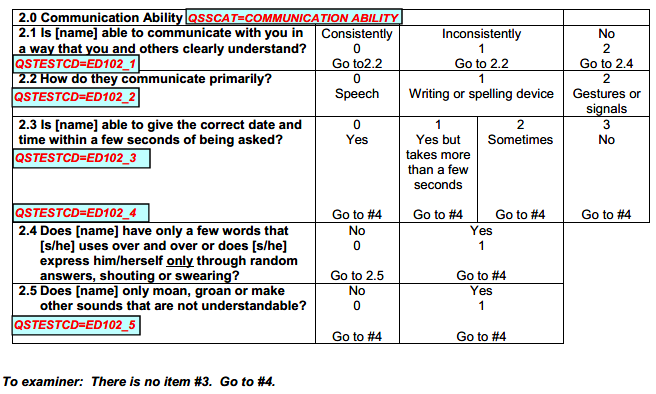 2.0 Communication Ability QSSCAT=COMMUNICATION ABILITY
2.1 Is [name] able to communicate with you in a way that you and others clearly understand?
QSTESTCD=ED102_1
Consistently
0
Go to2.2
Inconsistently
1
Go to 2.2
No
2
Go to 2.4
2.2 How do they communicate primarily?
QSTESTCD=ED102_2
0
Speech
1
Writing or spelling device
2
Gestures or
signals
2.3 Is [name] able to give the correct date and
time within a few seconds of being asked?
QSTESTCD=ED102_3
0
Yes
1
Yes but
takes more
than a few
seconds
2
Sometimes
3
No
QSTESTCD=ED102_4
Go to #4
Go to #4
Go to #4
Go to #4
2.4 Does [name] have only a few words that
[s/he] uses over and over or does [s/he]
express him/herself only through random
answers, shouting or swearing?
No
0
Go to 2.5
Yes
1
Go to #4
2.5 Does [name] only moan, groan or make
other sounds that are not understandable?
QSTESTCD=ED102_5
No
0
Go to #4
Yes
1
Go to #4
To examiner: There is no item #3. Go to #4.